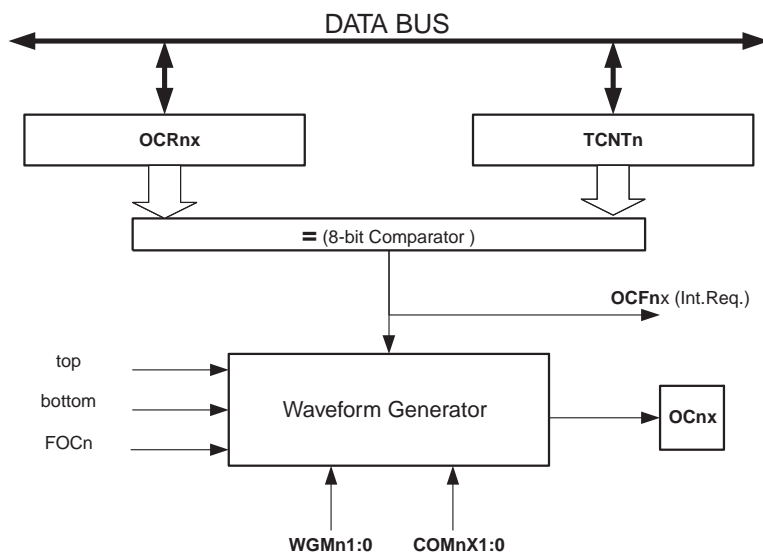 DATA BUS
OCRnx
TCNTn
= (8-bit Comparator )
OCFnx (Int.Req.)
top
bottom
FOCn
Waveform Generator
OCnx
WGMn1:0
COMnX1:0